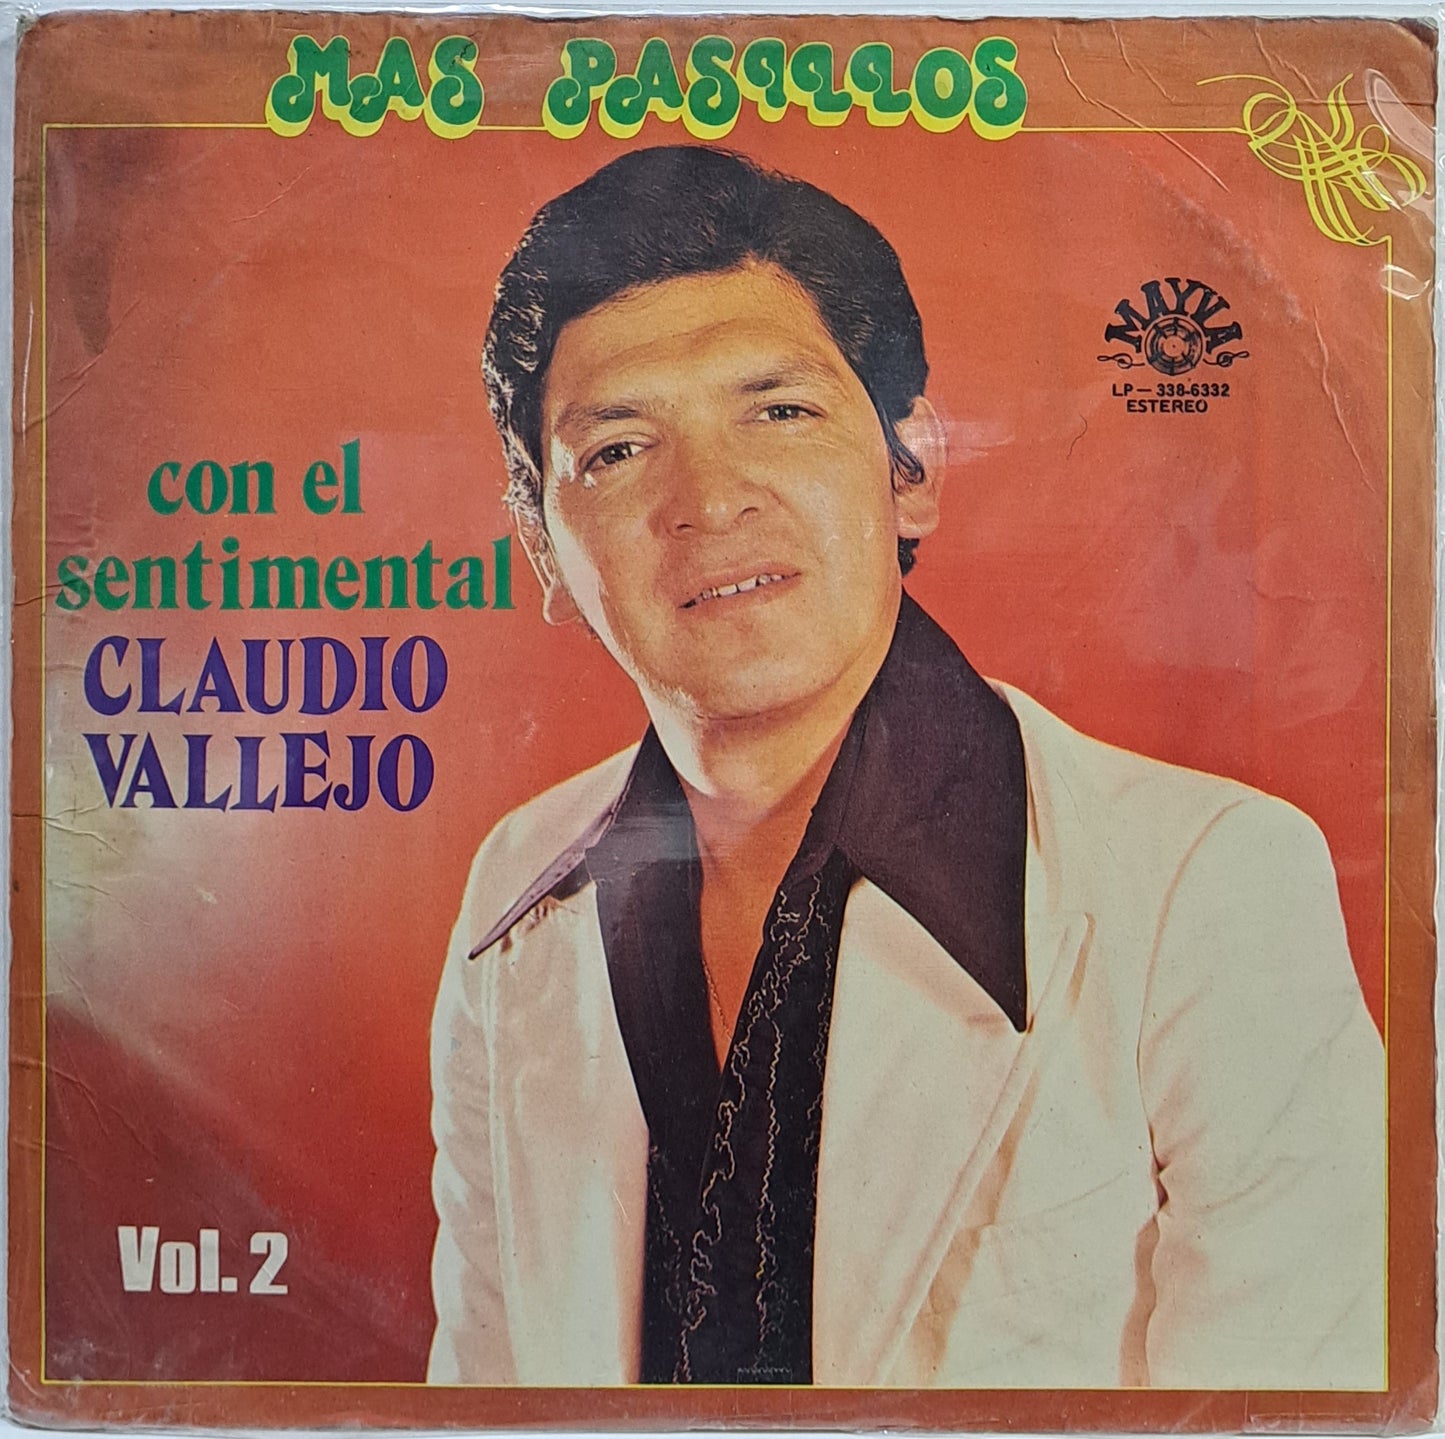 MAS PASILLOS
MAYVA
LP — 338-6332
ESTEREO
con el
sentimental
CLAUDIO
VALLEJO
Vol. 2